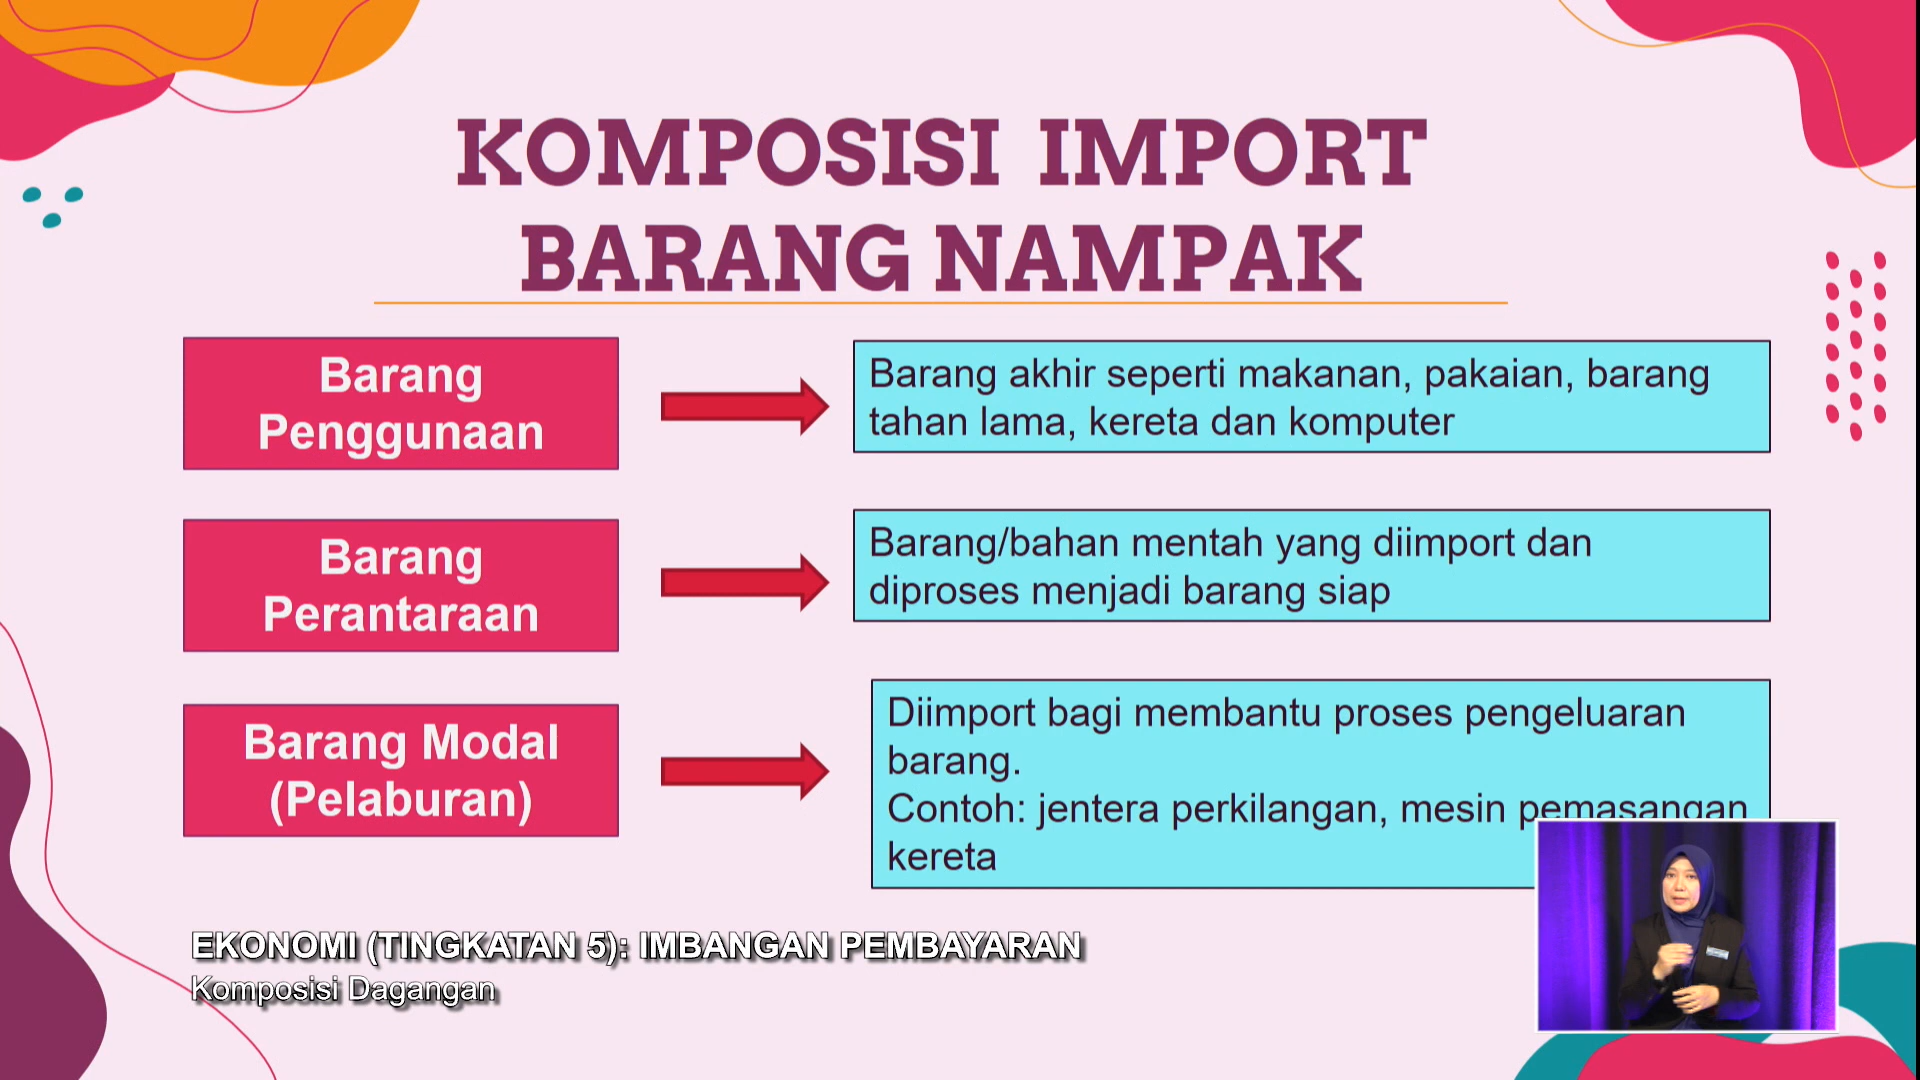 KOMPOSISI IMPORT
BARANG NAMPAK
Barang
Penggunaan
Barang akhir seperti makanan, pakaian, barang
tahan lama, kereta dan komputer
Barang
Perantaraan
Barang/bahan mentah yang diimport dan
diproses menjadi barang siap
Barang Modal
(Pelaburan)
Diimport bagi membantu proses pengeluaran
barang.
Contoh: jentera perkilangan, mesin pemasangan
kereta
EKONOMI (TINGKATAN 5): IMBANGAN PEMBAYARAN
Komposisi Dagangan